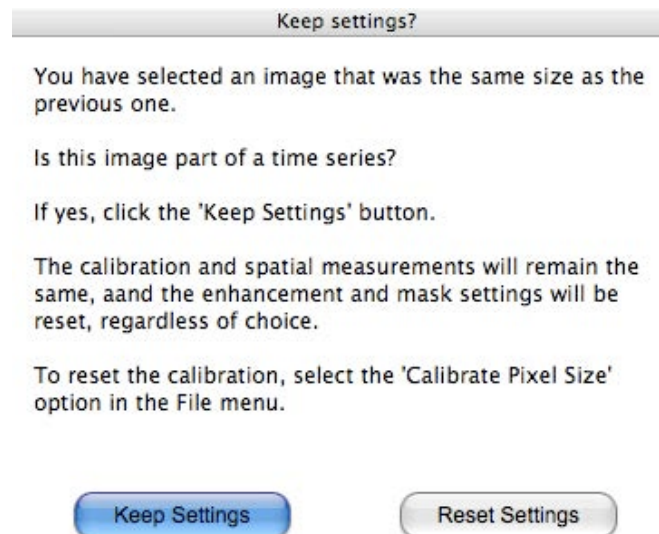 Keep settings?
You have selected an image that was the same size as the
previous one.
Is this image part of a time series?
If yes, click the 'Keep Settings' button.
The calibration and spatial measurements will remain the
same, aand the enhancement and mask settings will be
reset, regardless of choice.
To reset the calibration, select the 'Calibrate Pixel Size'
option in the File menu.
Keep Settings
Reset Settings